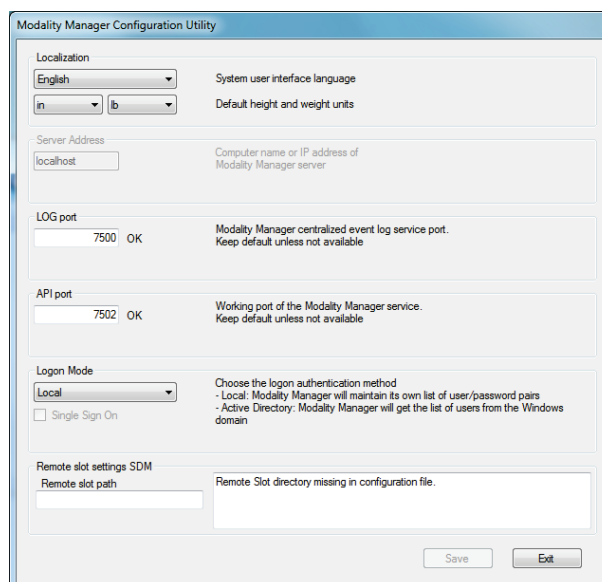 Modality Manager Configuration Utility
Localization
English
System user interface language
in
lb
Default height and weight units
Server Address
localhost
Computer name or IP address of
Modality Manager server
LOG port
7500 OK
Modality Manager centralized event log service port.
Keep default unless not available
API port
7502 OK
Working port of the Modality Manager service.
Keep default unless not available
Logon Mode
Local
Single Sign On
Choose the logon authentication method
- Local: Modality Manager will maintain its own list of user/password pairs
- Active Directory: Modality Manager will get the list of users from the Windows
domain
Remote slot settings SDM
Remote slot path
Remote Slot directory missing in configuration file.
Save
Exit